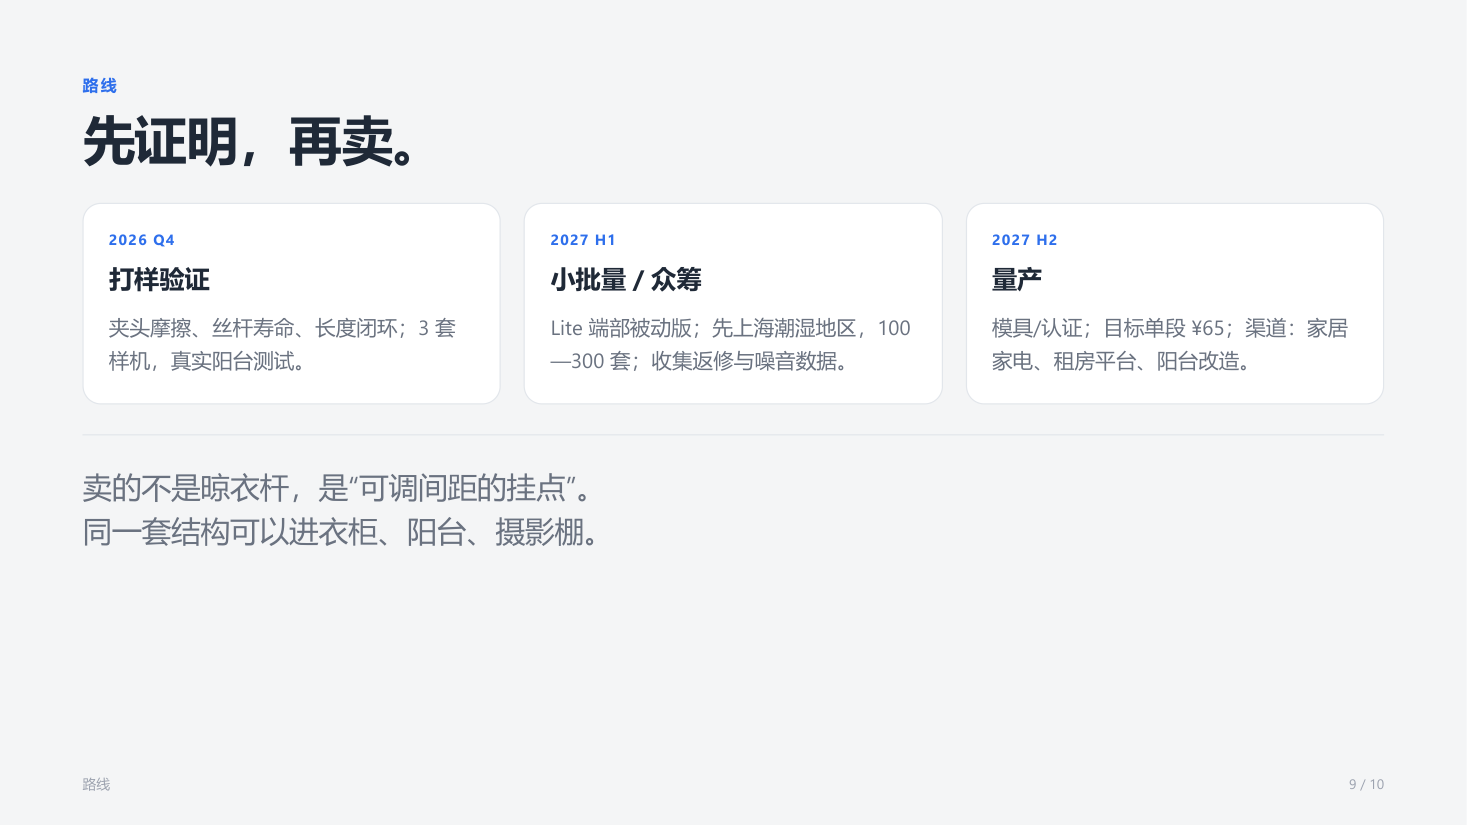 路线
先证明，再卖。
2026 Q4
打样验证
夹头摩擦、丝杆寿命、长度闭环；3 套
样机，真实阳台测试。
2027 H1
小批量 / 众筹
Lite 端部被动版；先上海潮湿地区，100
—300 套；收集返修与噪音数据。
2027 H2
量产
模具/认证；目标单段 ¥65；渠道：家居
家电、租房平台、阳台改造。
卖的不是晾衣杆，是“可调间距的挂点”。
同一套结构可以进衣柜、阳台、摄影棚。
路线
9 / 10